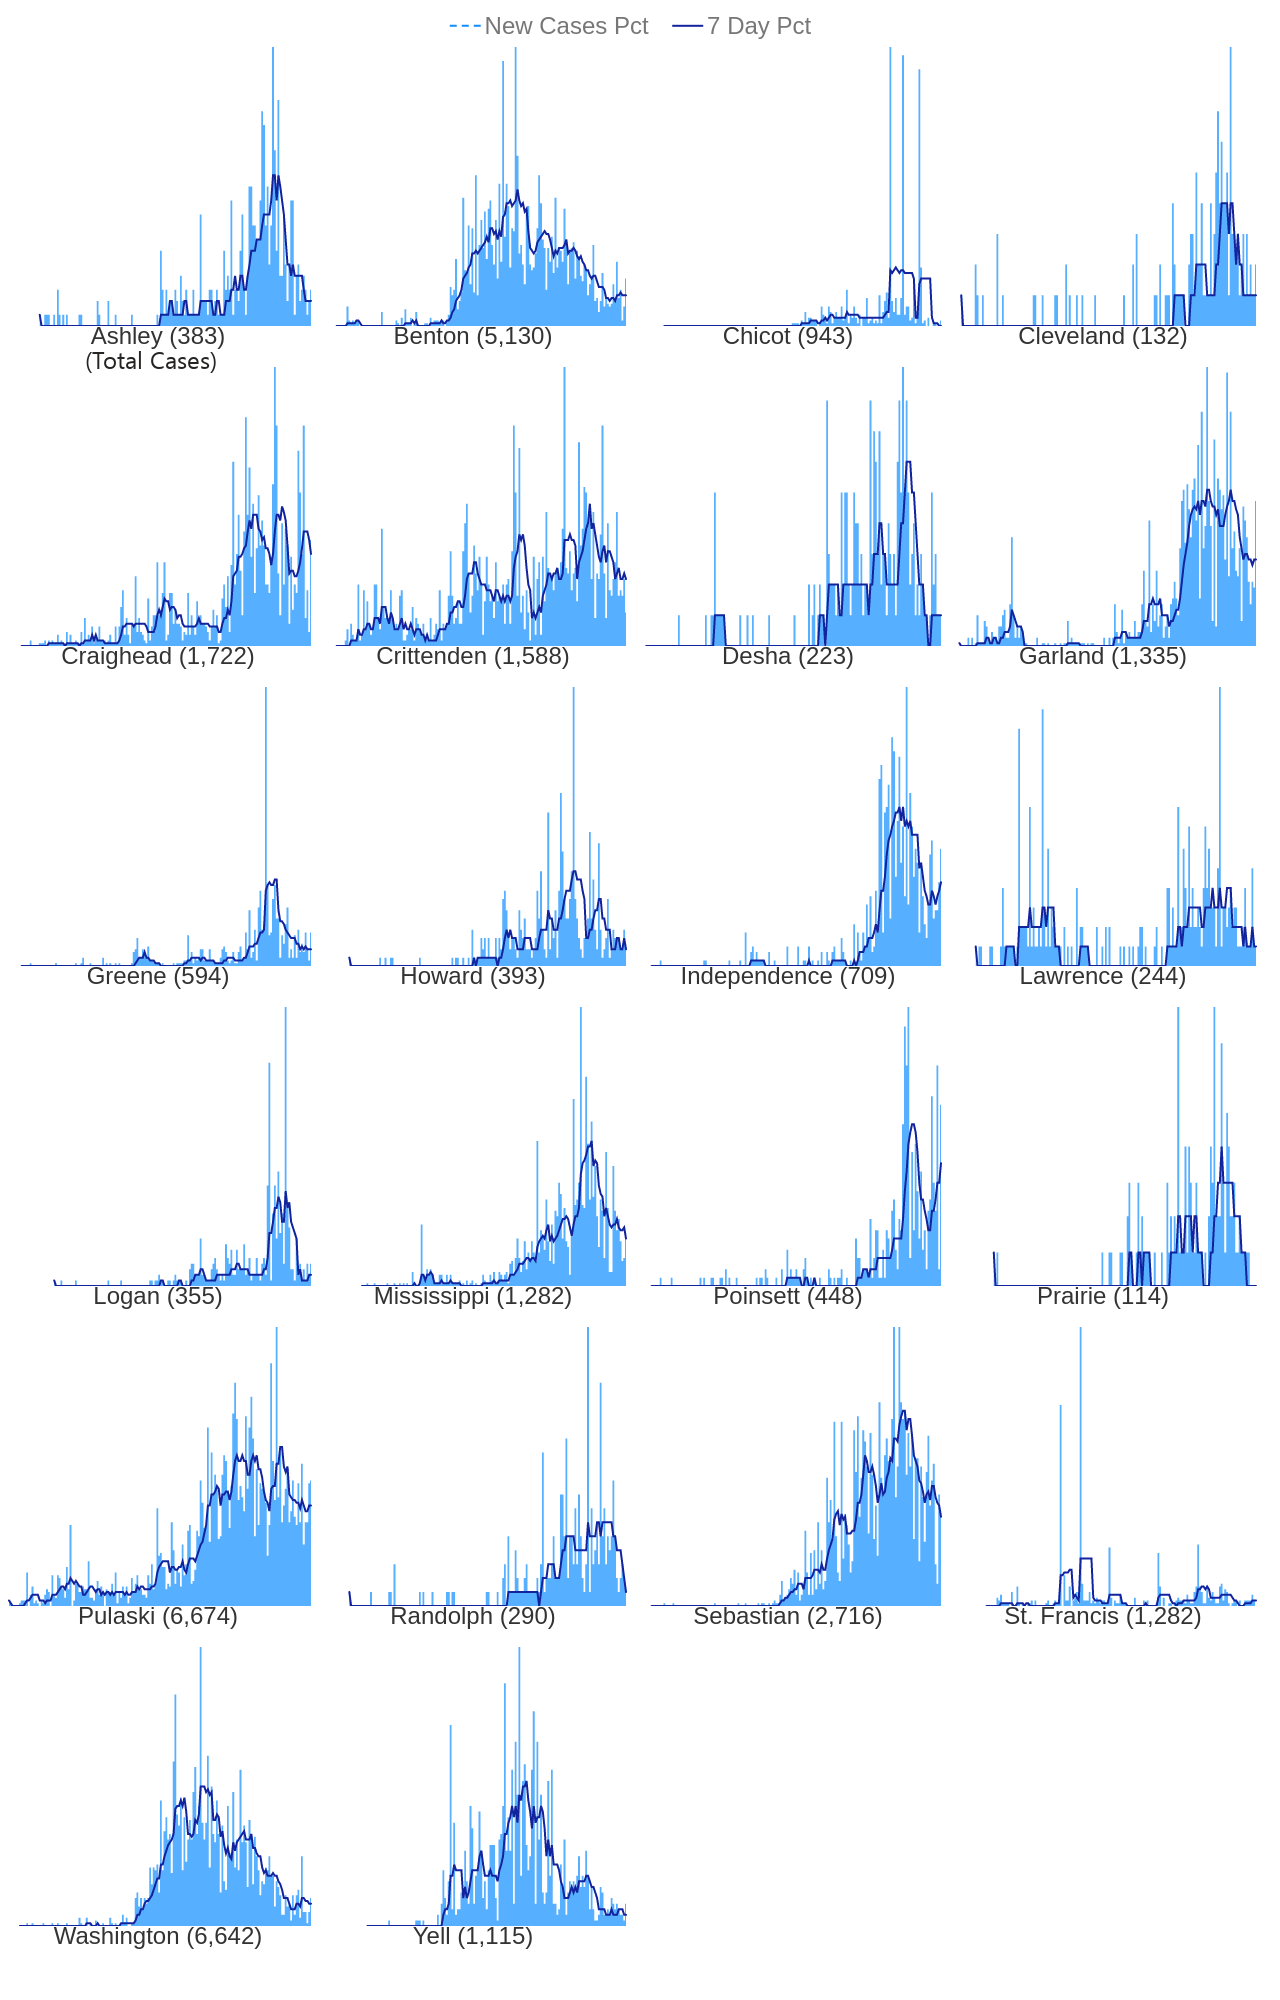 New Cases Pct 7 Day Pct
Ashley (383) Benton (5,130) Chicot (943) Cleveland (132)
(Total Cases)
Craighead (1,722) Crittenden (1,588) Desha (223) Garland (1,335)
Greene (594) Howard (393) Independence (709) Lawrence (244)
Logan (355) Mississippi (1,282) Poinsett (448) Prairie (114)
Pulaski (6,674) Randolph (290) Sebastian (2,716) St. Francis (1,282)
Washington (6,642) Yell (1,115)